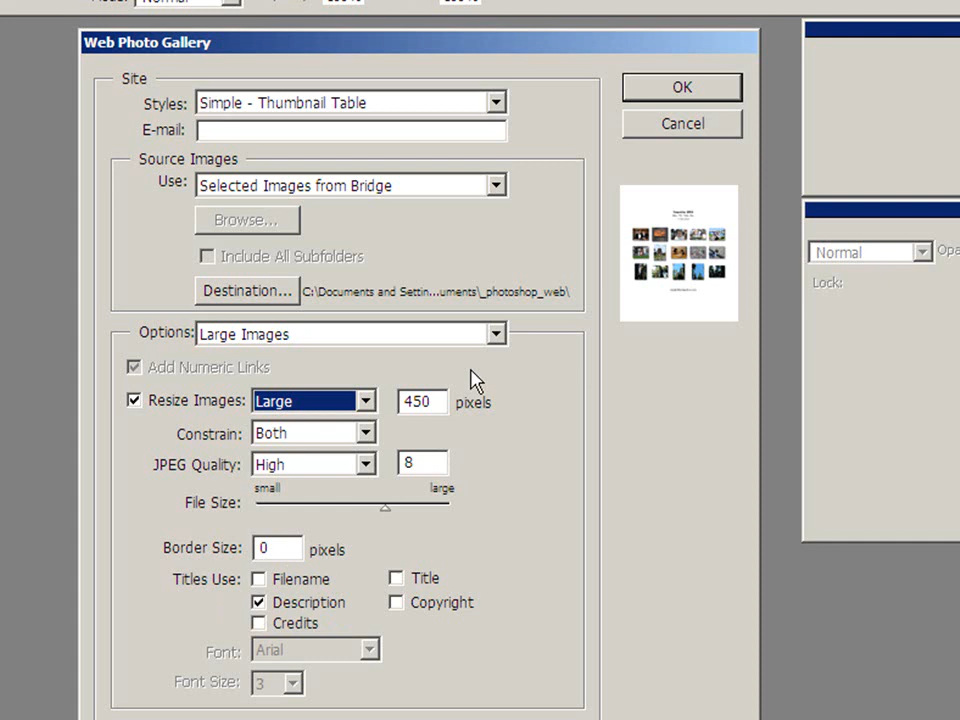 Normal
Web Photo Gallery
Site
Styles: Simple - Thumbnail Table
E-mail:
OK
Cancel
Source Images
Use: Selected Images from Bridge
Browse...
Include All Subfolders
Destination... C:\Documents and Settin...uments\_photoshop_web\
Normal
Opa
Lock:
Options: Large Images
Add Numeric Links
Resize Images: Large 450 pixels
Constrain: Both
JPEG Quality: High 8
small large
File Size:
Border Size: 0 pixels
Titles Use: Filename Title
Description Copyright
Credits
Font: Arial
Font Size: 3